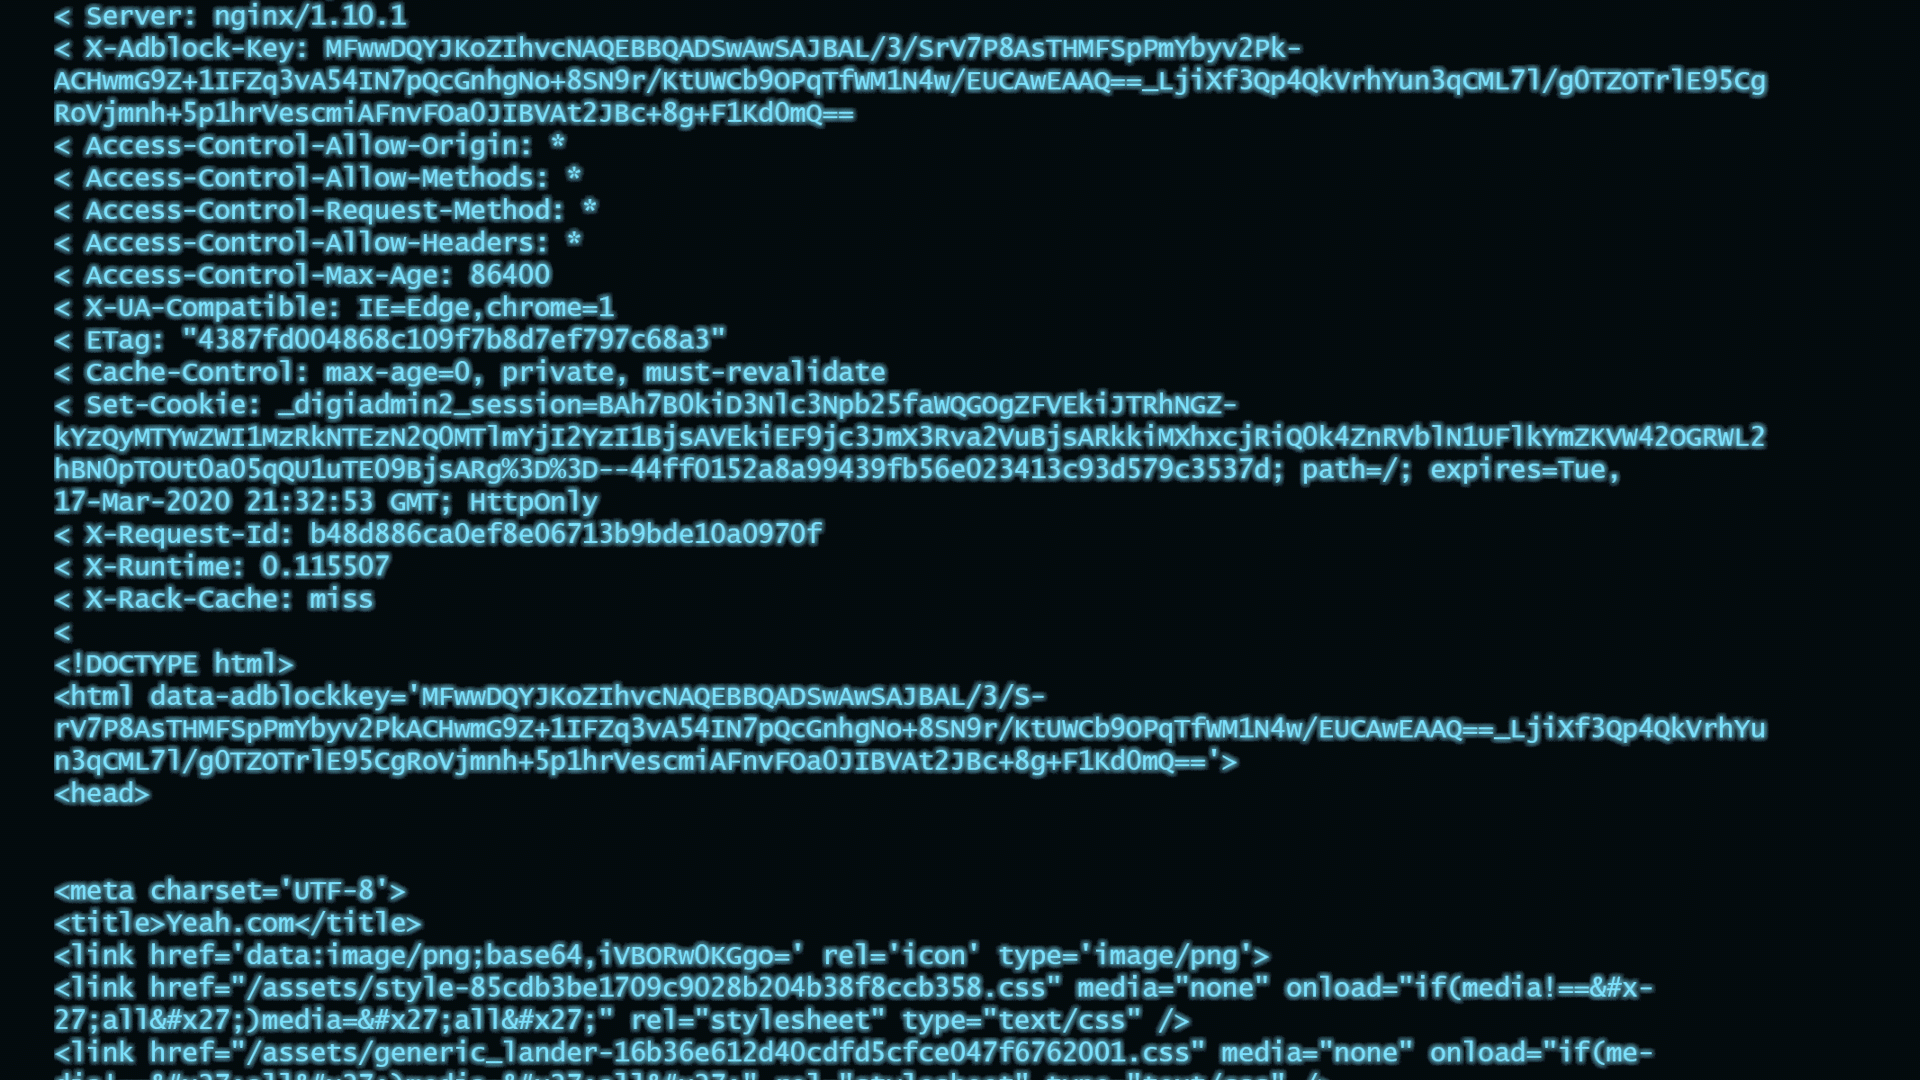 < Server: nginx/1.10.1
< X-Adblock-Key: MFwwDQYJKoZIhvcNAQEBBQADSwAwSAJBAL/3/SrV7P8AsTHMFSpPmYbyv2Pk-
ACHwmG9Z+1IFZq3vA54IN7pQcGnhgNo+8SN9r/KtUWCb9OPqTfWM1N4w/EUCAwEAAQ==_LjiXf3Qp4QkVrhYun3qCML7l/g0TZOTrlE95Cg
RoVjmnh+5p1hrVescmiAFnvFOa0JIBVAt2JBc+8g+F1Kd0mQ==
< Access-Control-Allow-Origin: *
< Access-Control-Allow-Methods: *
< Access-Control-Request-Method: *
< Access-Control-Allow-Headers: *
< Access-Control-Max-Age: 86400
< X-UA-Compatible: IE=Edge,chrome=1
< ETag: "4387fd004868c109f7b8d7ef797c68a3"
< Cache-Control: max-age=0, private, must-revalidate
< Set-Cookie: _digiadmin2_session=BAh7B0kiD3Nlc3Npb25faWQGOgZFVEkiJTRhNGZ-
kYzQyMTYwZWI1MzRkNTEzN2Q0MTlmYjI2YzI1BjsAVEkiEF9jc3JmX3Rva2VuBjsARkkiMXhxcjRiQ0k4ZnRVblN1UFlkYmZKVW42OGRWL2
hBN0pTOUt0a05qQU1uTE09BjsARg%3D%3D--44ff0152a8a99439fb56e023413c93d579c3537d; path=/; expires=Tue,
17-Mar-2020 21:32:53 GMT; HttpOnly
< X-Request-Id: b48d886ca0ef8e06713b9bde10a0970f
< X-Runtime: 0.115507
< X-Rack-Cache: miss
<
<!DOCTYPE html>
<html data-adblockkey='MFwwDQYJKoZIhvcNAQEBBQADSwAwSAJBAL/3/S-
rV7P8AsTHMFSpPmYbyv2PkACHwmG9Z+1IFZq3vA54IN7pQcGnhgNo+8SN9r/KtUWCb9OPqTfWM1N4w/EUCAwEAAQ==_LjiXf3Qp4QkVrhYu
n3qCML7l/g0TZOTrlE95CgRoVjmnh+5p1hrVescmiAFnvFOa0JIBVAt2JBc+8g+F1Kd0mQ=='>
<head>
<meta charset='UTF-8'>
<title>Yeah.com</title>
<link href='data:image/png;base64,iVBORw0KGgo=' rel='icon' type='image/png'>
<link href="/assets/style-85cdb3be1709c9028b204b38f8ccb358.css" media="none" onload="if(media!==&#x-
27;all&#x27;)media=&#x27;all&#x27;" rel="stylesheet" type="text/css" />
<link href="/assets/generic_lander-16b36e612d40cdfd5cfce047f6762001.css" media="none" onload="if(me-